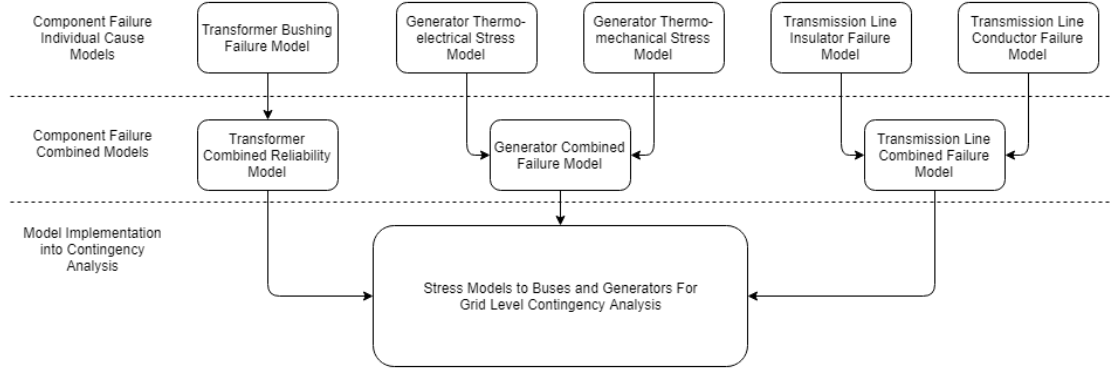 Component Failure
Individual Cause
Models
Transformer Bushing
Failure Model
Generator Thermo-
electrical Stress
Model
Generator Thermo-
mechanical Stress
Model
Transmission Line
Insulator Failure
Model
Transmission Line
Conductor Failure
Model
Component Failure
Combined Models
Transformer
Combined Reliability
Model
Generator Combined
Failure Model
Transmission Line
Combined Failure
Model
Model Implementation
into Contingency
Analysis
Stress Models to Buses and Generators For
Grid Level Contingency Analysis